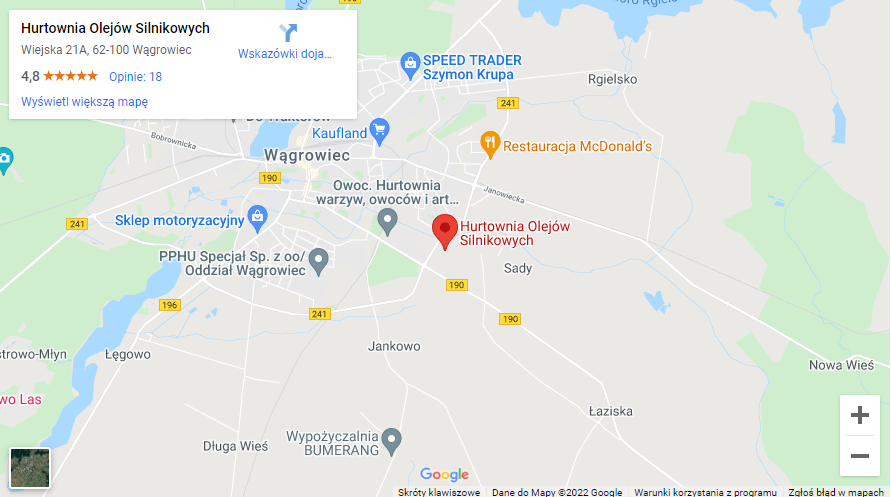 Hurtownia Olejów Silnikowych
Wiejska 21A, 62-100 Wągrowiec
Wskazówki doja...
4,8
Opinie: 18
Wyświetl większą mapę
Rgielsko
SPEED TRADER
Szymon Krupa
241
Kaufland
Bobrownicka
Wągrowiec
Restauracja McDonald's
190
Owoc. Hurtownia
warzyw, owoców i art...
Janowiecka
241
Sklep motoryzacyjny
Hurtownia Olejów
Silnikowych
PPHU Specjał Sp. z oo/
Oddział Wągrowiec
Sady
190
196
241
190
Jankowo
strowo-Młyn
Łęgowo
Nowa Wieś
wo Las
Łaziska
Długa Wieś
Wypożyczalnia
BUMERANG
Google
Skróty klawiszowe
Dane do Mapy ©2022 Google
Warunki korzystania z programu
Zgłoś błąd w mapach